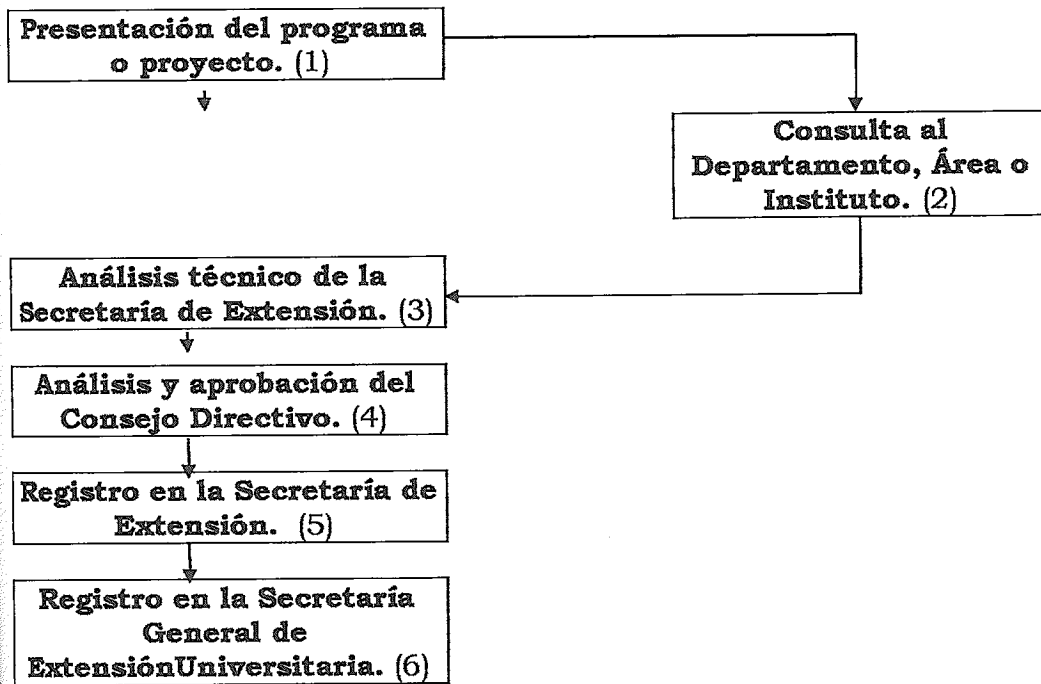 Presentación del programa
o proyecto. (1)
Consulta al
Departamento, Área o
Instituto. (2)
Análisis técnico de la
Secretaría de Extensión. (3)
Análisis y aprobación del
Consejo Directivo. (4)
Registro en la Secretaría de
Extensión. (5)
Registro en la Secretaría
General de
ExtensiónUniversitaria. (6)